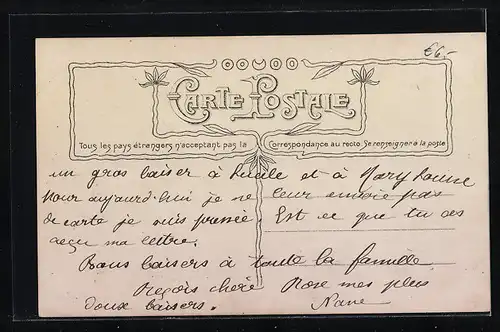 €6,-
CARTE POSTALE
Tous les pays étrangers n'acceptant pas la Correspondance au recto. Se renseigner à la poste
un gros baiser à Lucile et à Mary Louise
pour aujourd'hui je ne leur envoie pas
de carte je suis pressée. Est ce que tu as
reçu ma lettre.
Bons baisers à toute la famille
Reçois chère Rose mes plus
doux baisers. Nane